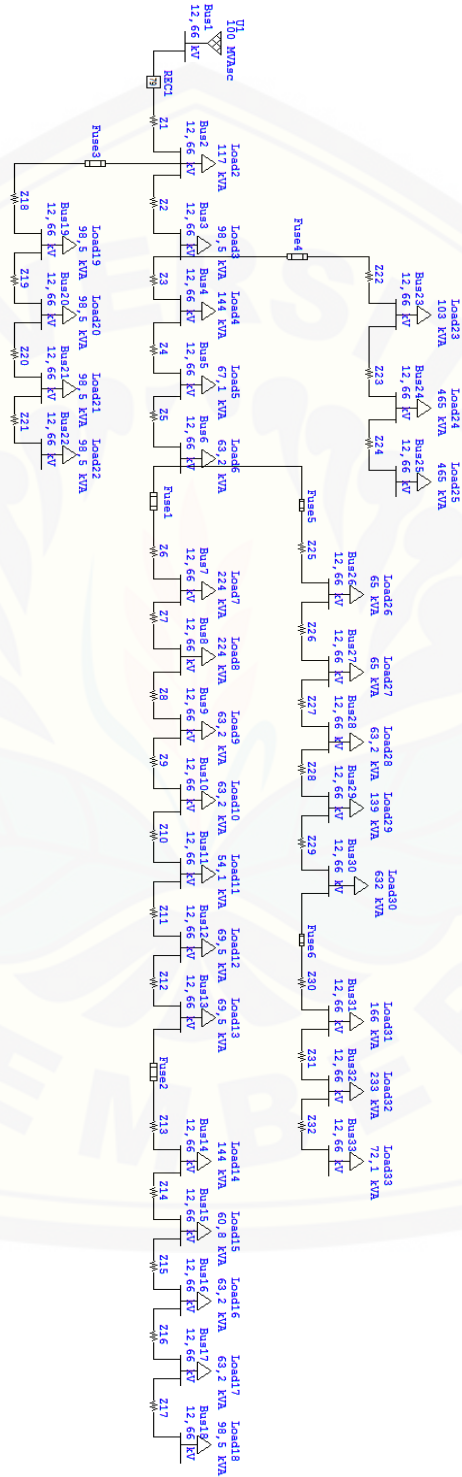 Load23
103 kVA
Bus23
12,66 kV
Load24
465 kVA
Bus24
12,66 kV
Load25
465 kVA
Bus25
12,66 kV
Z22
Z23
Z24
Fuse4
Load26
65 kVA
Bus26
12,66 kV
Load27
65 kVA
Bus27
12,66 kV
Load28
63,2 kVA
Bus28
12,66 kV
Load29
139 kVA
Bus29
12,66 kV
Load30
632 kVA
Bus30
12,66 kV
Load31
166 kVA
Bus31
12,66 kV
Load32
233 kVA
Bus32
12,66 kV
Load33
72,1 kVA
Bus33
12,66 kV
Fuse5
Z25
Z26
Z27
Z28
Z29
Fuse6
Z30
Z31
Z32
U1
100 MVAsc
Bus1
12,66 kV
Load2
117 kVA
Bus2
12,66 kV
Load3
98,5 kVA
Bus3
12,66 kV
Load4
144 kVA
Bus4
12,66 kV
Load5
67,1 kVA
Bus5
12,66 kV
Load6
63,2 kVA
Bus6
12,66 kV
Load7
224 kVA
Bus7
12,66 kV
Load8
224 kVA
Bus8
12,66 kV
Load9
63,2 kVA
Bus9
12,66 kV
Load10
63,2 kVA
Bus10
12,66 kV
Load11
54,1 kVA
Bus11
12,66 kV
Load12
69,5 kVA
Bus12
12,66 kV
Load13
69,5 kVA
Bus13
12,66 kV
Load14
144 kVA
Bus14
12,66 kV
Load15
60,8 kVA
Bus15
12,66 kV
Load16
63,2 kVA
Bus16
12,66 kV
Load17
63,2 kVA
Bus17
12,66 kV
Load18
98,5 kVA
Bus18
12,66 kV
REC1
79
Z1
Z2
Z3
Z4
Z5
Fuse1
Z6
Z7
Z8
Z9
Z10
Z11
Z12
Fuse2
Z13
Z14
Z15
Z16
Z17
Fuse3
Load19
98,5 kVA
Bus19
12,66 kV
Load20
98,5 kVA
Bus20
12,66 kV
Load21
98,5 kVA
Bus21
12,66 kV
Load22
98,5 kVA
Bus22
12,66 kV
Z18
Z19
Z20
Z21